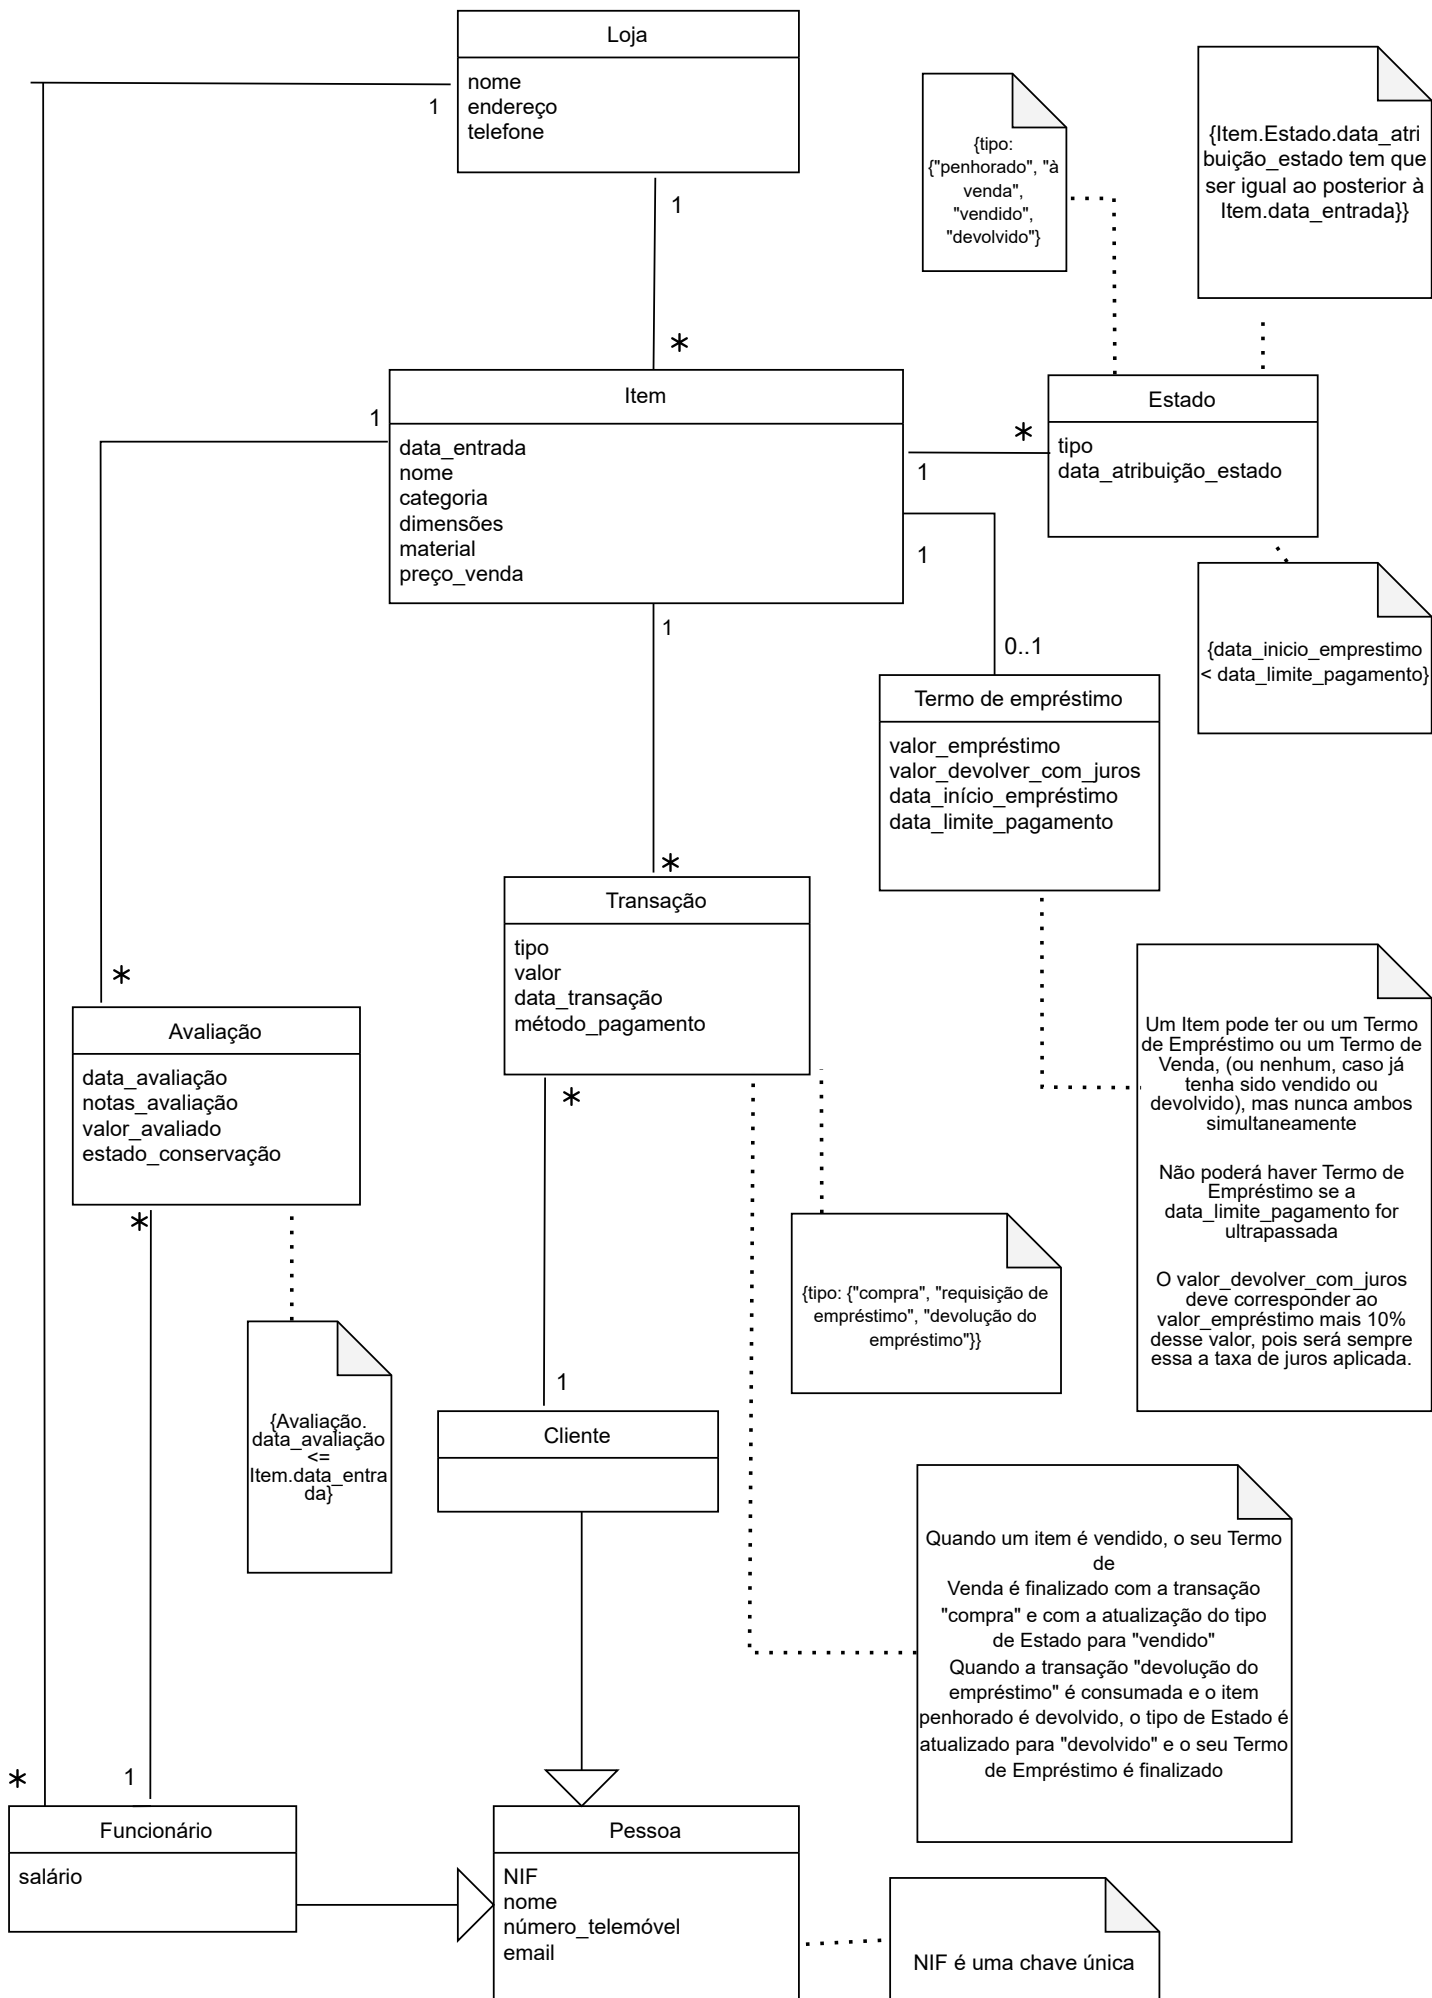 Loja
nome
endereço
telefone
1
1
*
{tipo:
{"penhorado", "à
venda",
"vendido",
"devolvido"}
{Item.Estado.data_atri
buição_estado tem que
ser igual ao posterior à
Item.data_entrada}}
Item
data_entrada
nome
categoria
dimensões
material
preço_venda
1
1
*
1
1
Estado
tipo
data_atribuição_estado
{data_inicio_emprestimo
< data_limite_pagamento}
0..1
Termo de empréstimo
valor_empréstimo
valor_devolver_com_juros
data_início_empréstimo
data_limite_pagamento
*
Transação
tipo
valor
data_transação
método_pagamento
*
*
Avaliação
data_avaliação
notas_avaliação
valor_avaliado
estado_conservação
*
Um Item pode ter ou um Termo
de Empréstimo ou um Termo de
Venda, (ou nenhum, caso já
tenha sido vendido ou
devolvido), mas nunca ambos
simultaneamente
Não poderá haver Termo de
Empréstimo se a
data_limite_pagamento for
ultrapassada
O valor_devolver_com_juros
deve corresponder ao
valor_empréstimo mais 10%
desse valor, pois será sempre
essa a taxa de juros aplicada.
{tipo: {"compra", "requisição de
empréstimo", "devolução do
empréstimo"}}
{Avaliação.
data_avaliação
<=
Item.data_entra
da}
1
Cliente
Quando um item é vendido, o seu Termo
de
Venda é finalizado com a transação
"compra" e com a atualização do tipo
de Estado para "vendido"
Quando a transação "devolução do
empréstimo" é consumada e o item
penhorado é devolvido, o tipo de Estado é
atualizado para "devolvido" e o seu Termo
de Empréstimo é finalizado
*
1
Funcionário
salário
Pessoa
NIF
nome
número_telemóvel
email
NIF é uma chave única